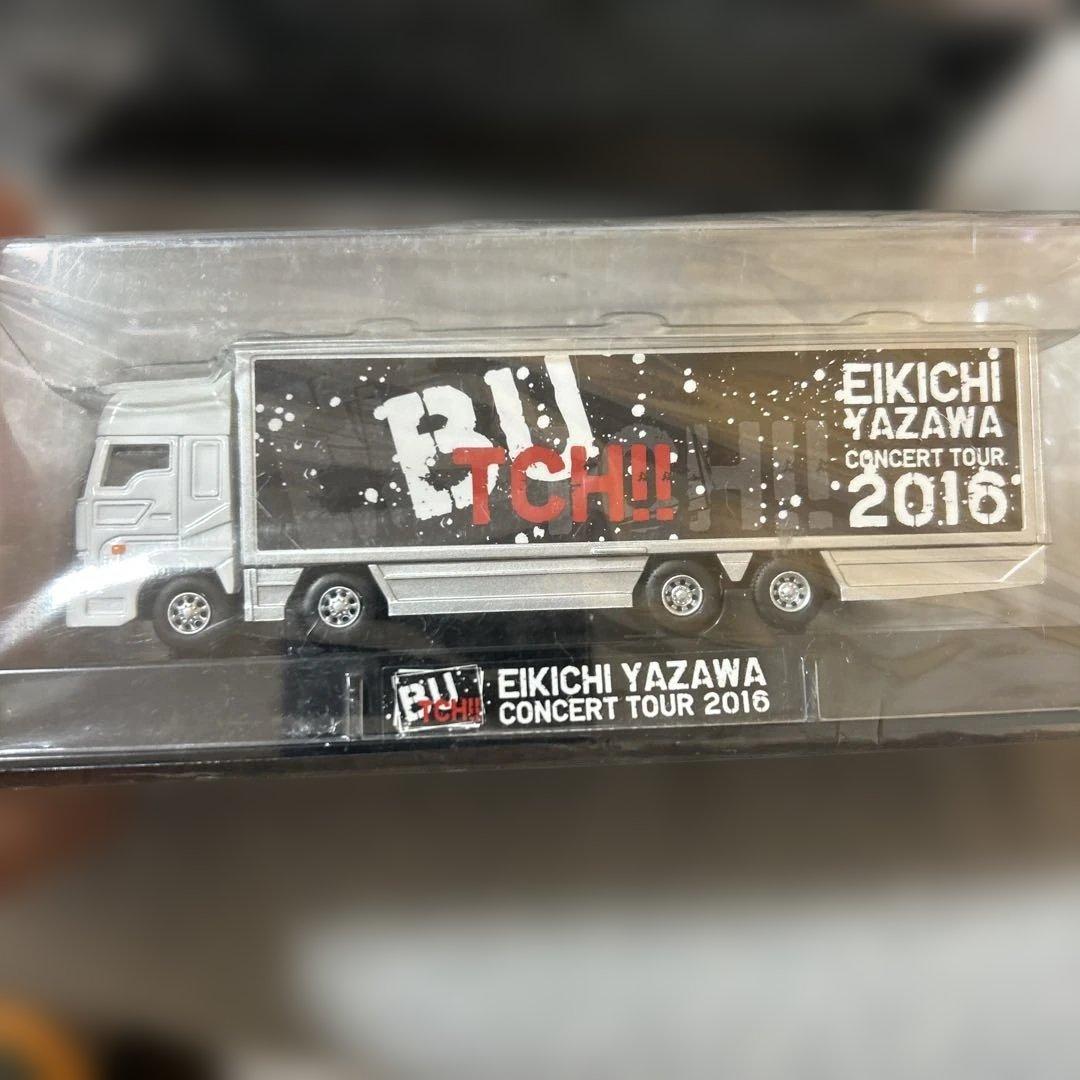 BU
TCH!!
EIKICHI
YAZAWA
CONCERT TOUR
2016
BU
TCH!!
EIKICHI YAZAWA
CONCERT TOUR 2016